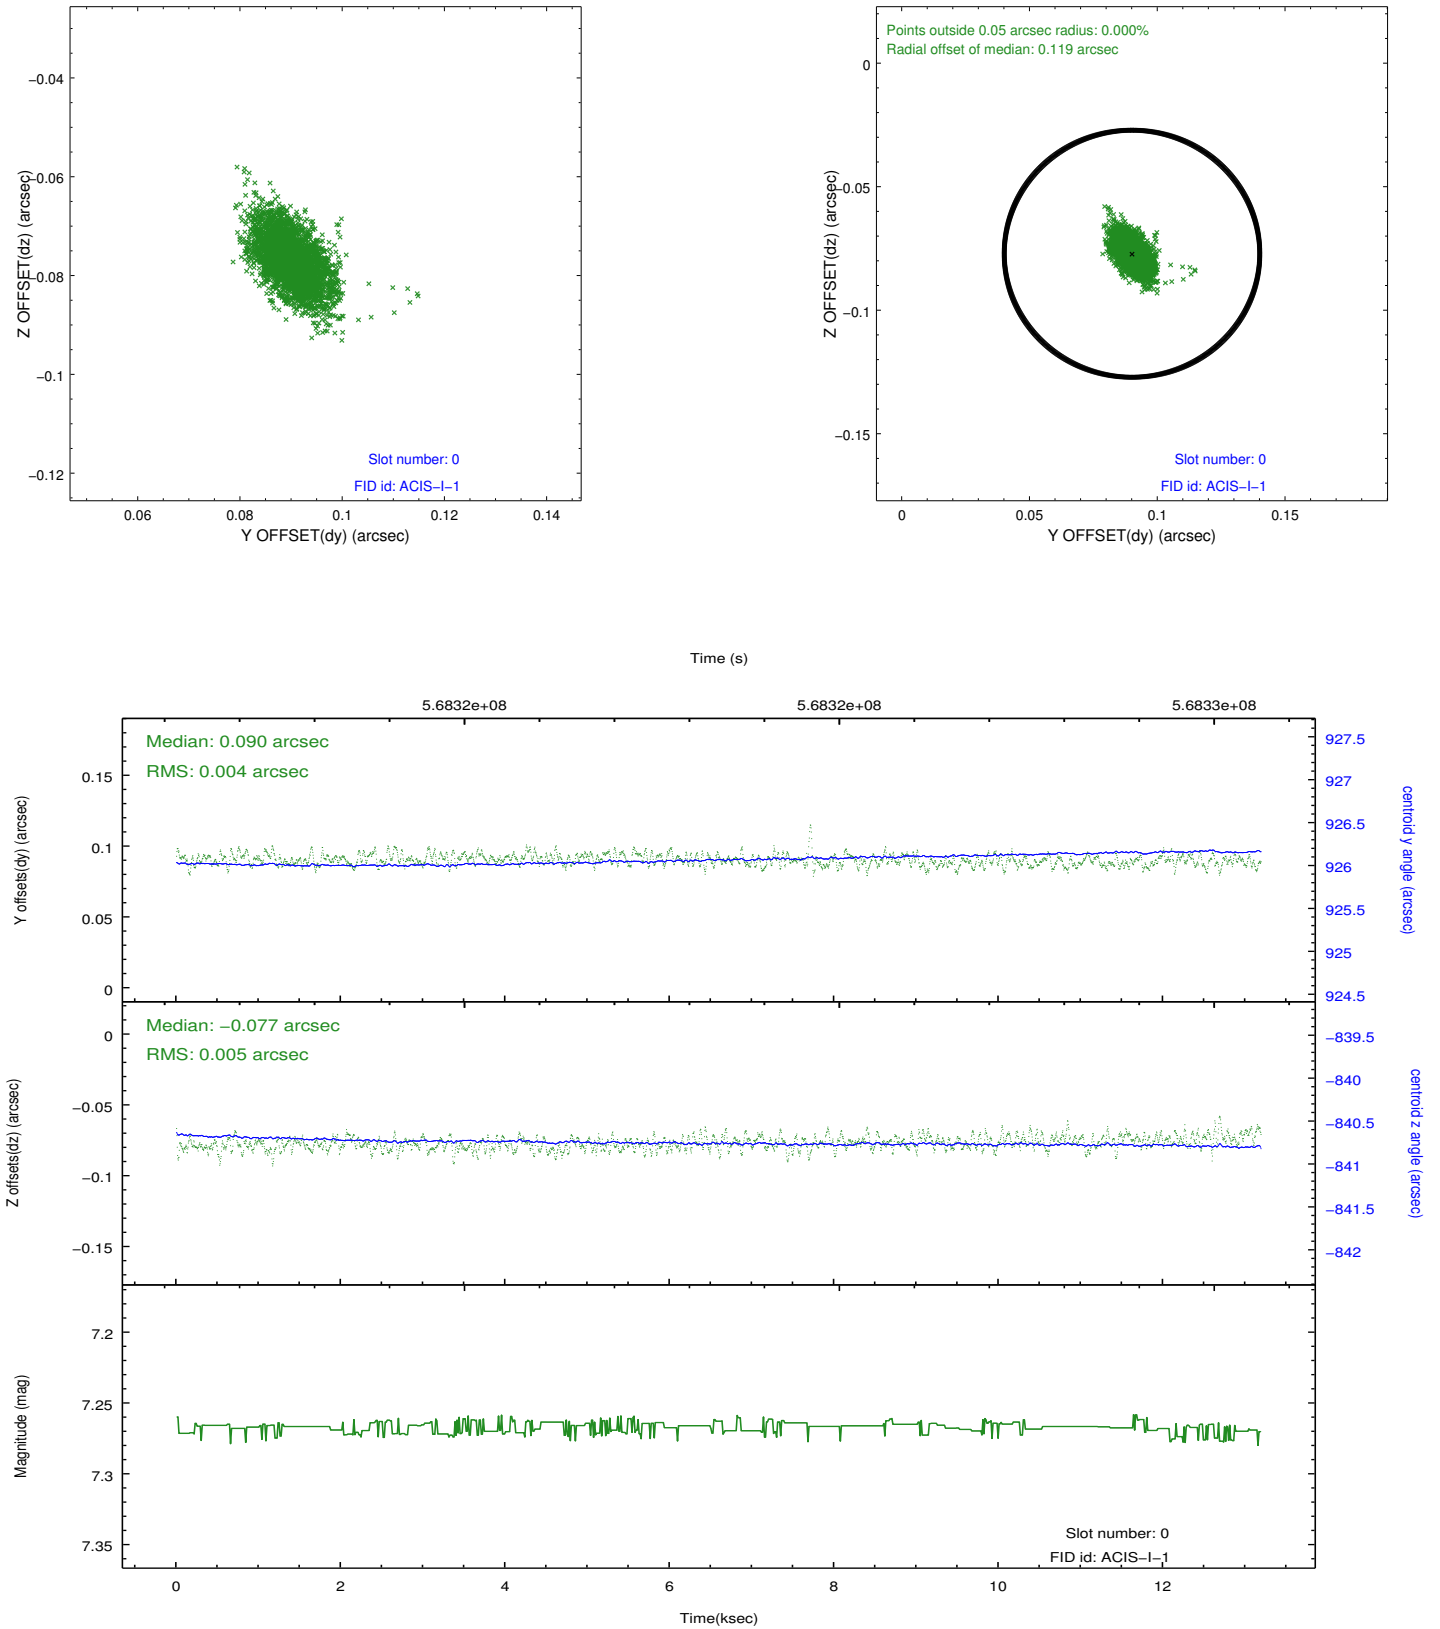 −0.04
−0.06
−0.08
−0.1
−0.12
Z OFFSET(dz) (arcsec)
0.06
0.08
0.1
0.12
0.14
Y OFFSET(dy) (arcsec)
Slot number: 0
FID id: ACIS−I−1
Points outside 0.05 arcsec radius: 0.000%
Radial offset of median: 0.119 arcsec
0
−0.05
−0.1
−0.15
Z OFFSET(dz) (arcsec)
0
0.05
0.1
0.15
Y OFFSET(dy) (arcsec)
Slot number: 0
FID id: ACIS−I−1
Time (s)
5.6832e+08
5.6832e+08
5.6833e+08
Median: 0.090 arcsec
RMS: 0.004 arcsec
0.15
0.1
0.05
0
Y offsets(dy) (arcsec)
927.5
927
926.5
926
925.5
925
924.5
centroid y angle (arcsec)
Median: −0.077 arcsec
RMS: 0.005 arcsec
0
−0.05
−0.1
−0.15
Z offsets(dz) (arcsec)
−839.5
−840
−840.5
−841
−841.5
−842
centroid z angle (arcsec)
7.2
7.25
7.3
7.35
Magnitude (mag)
Slot number: 0
FID id: ACIS−I−1
0
2
4
6
8
10
12
Time(ksec)